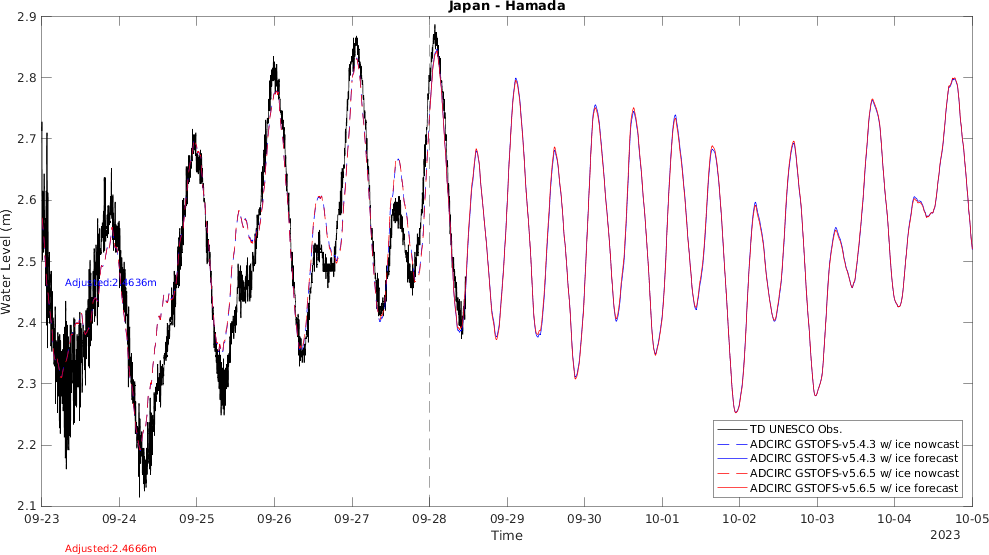 Japan - Hamada
Water Level (m)
2.9
2.8
2.7
2.6
2.5
2.4
2.3
2.2
2.1
Adjusted:2.4636m
TD UNESCO Obs.
ADCIRC GSTOFS-v5.4.3 w/ ice nowcast
ADCIRC GSTOFS-v5.4.3 w/ ice forecast
ADCIRC GSTOFS-v5.6.5 w/ ice nowcast
ADCIRC GSTOFS-v5.6.5 w/ ice forecast
09-23 09-24 09-25 09-26 09-27 09-28 09-29 09-30 10-01 10-02 10-03 10-04 10-05
Time
2023
Adjusted:2.4666m